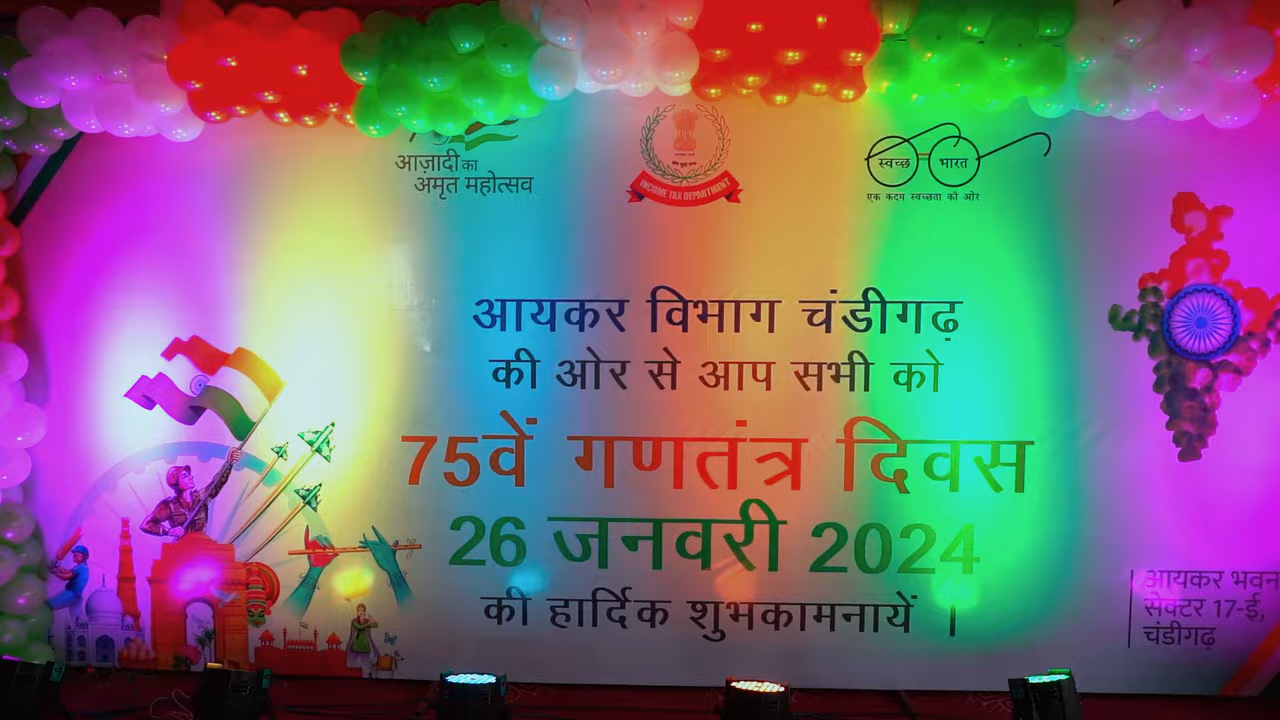 आज़ादी का
अमृत महोत्सव
INCOME TAX DEPARTMENT
स्वच्छ भारत
एक कदम स्वच्छता की ओर
आयकर विभाग चंडीगढ़
की ओर से आप सभी को
75वें गणतंत्र दिवस
26 जनवरी 2024
की हार्दिक शुभकामनायें ।
आयकर भवन
सेक्टर 17-ई,
चंडीगढ़